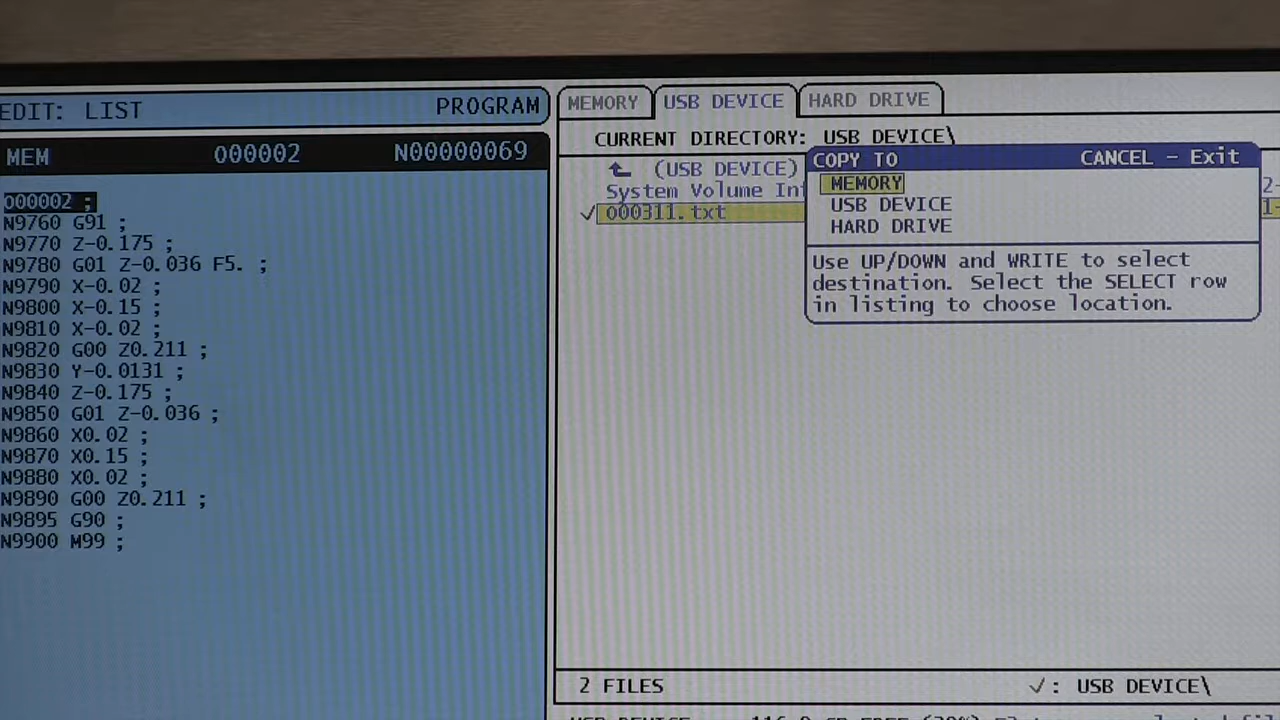 EDIT: LIST PROGRAM
MEM O00002 N00000069
O00002 ;
N9760 G91 ;
N9770 Z-0.175 ;
N9780 G01 Z-0.036 F5. ;
N9790 X-0.02 ;
N9800 X-0.15 ;
N9810 X-0.02 ;
N9820 G00 Z0.211 ;
N9830 Y-0.0131 ;
N9840 Z-0.175 ;
N9850 G01 Z-0.036 ;
N9860 X0.02 ;
N9870 X0.15 ;
N9880 X0.02 ;
N9890 G00 Z0.211 ;
N9895 G90 ;
N9900 M99 ;
MEMORY USB DEVICE HARD DRIVE
CURRENT DIRECTORY: USB DEVICE\
(USB DEVICE)
System Volume
O00311.txt
COPY TO CANCEL - Exit
MEMORY
USB DEVICE
HARD DRIVE
Use UP/DOWN and WRITE to select
destination. Select the SELECT row
in listing to choose location.
2 FILES ✓: USB DEVICE\